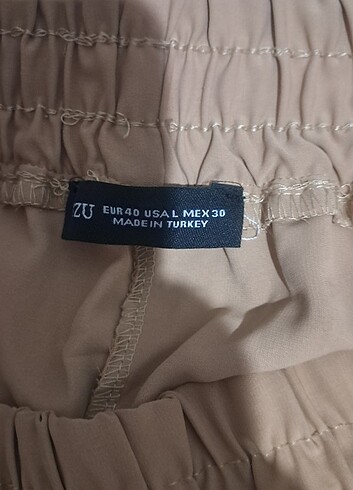 ZU EUR 40 USA L MEX 30
MADE IN TURKEY